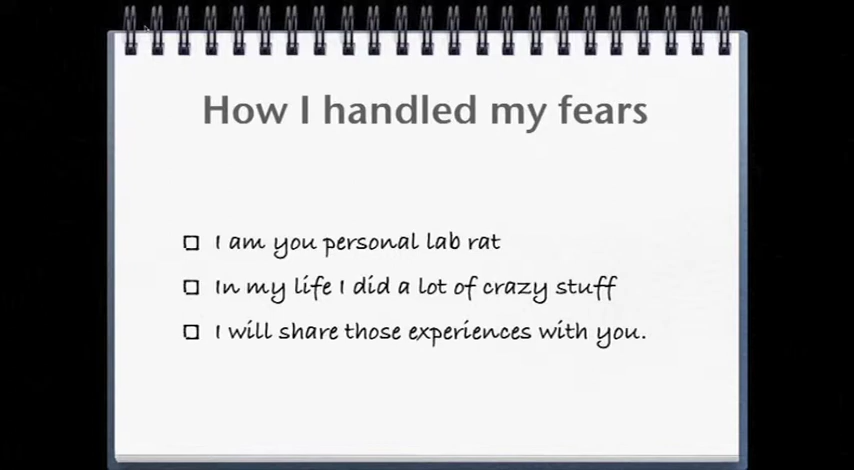 How I handled my fears
I am you personal lab rat
In my life I did a lot of crazy stuff
I will share those experiences with you.